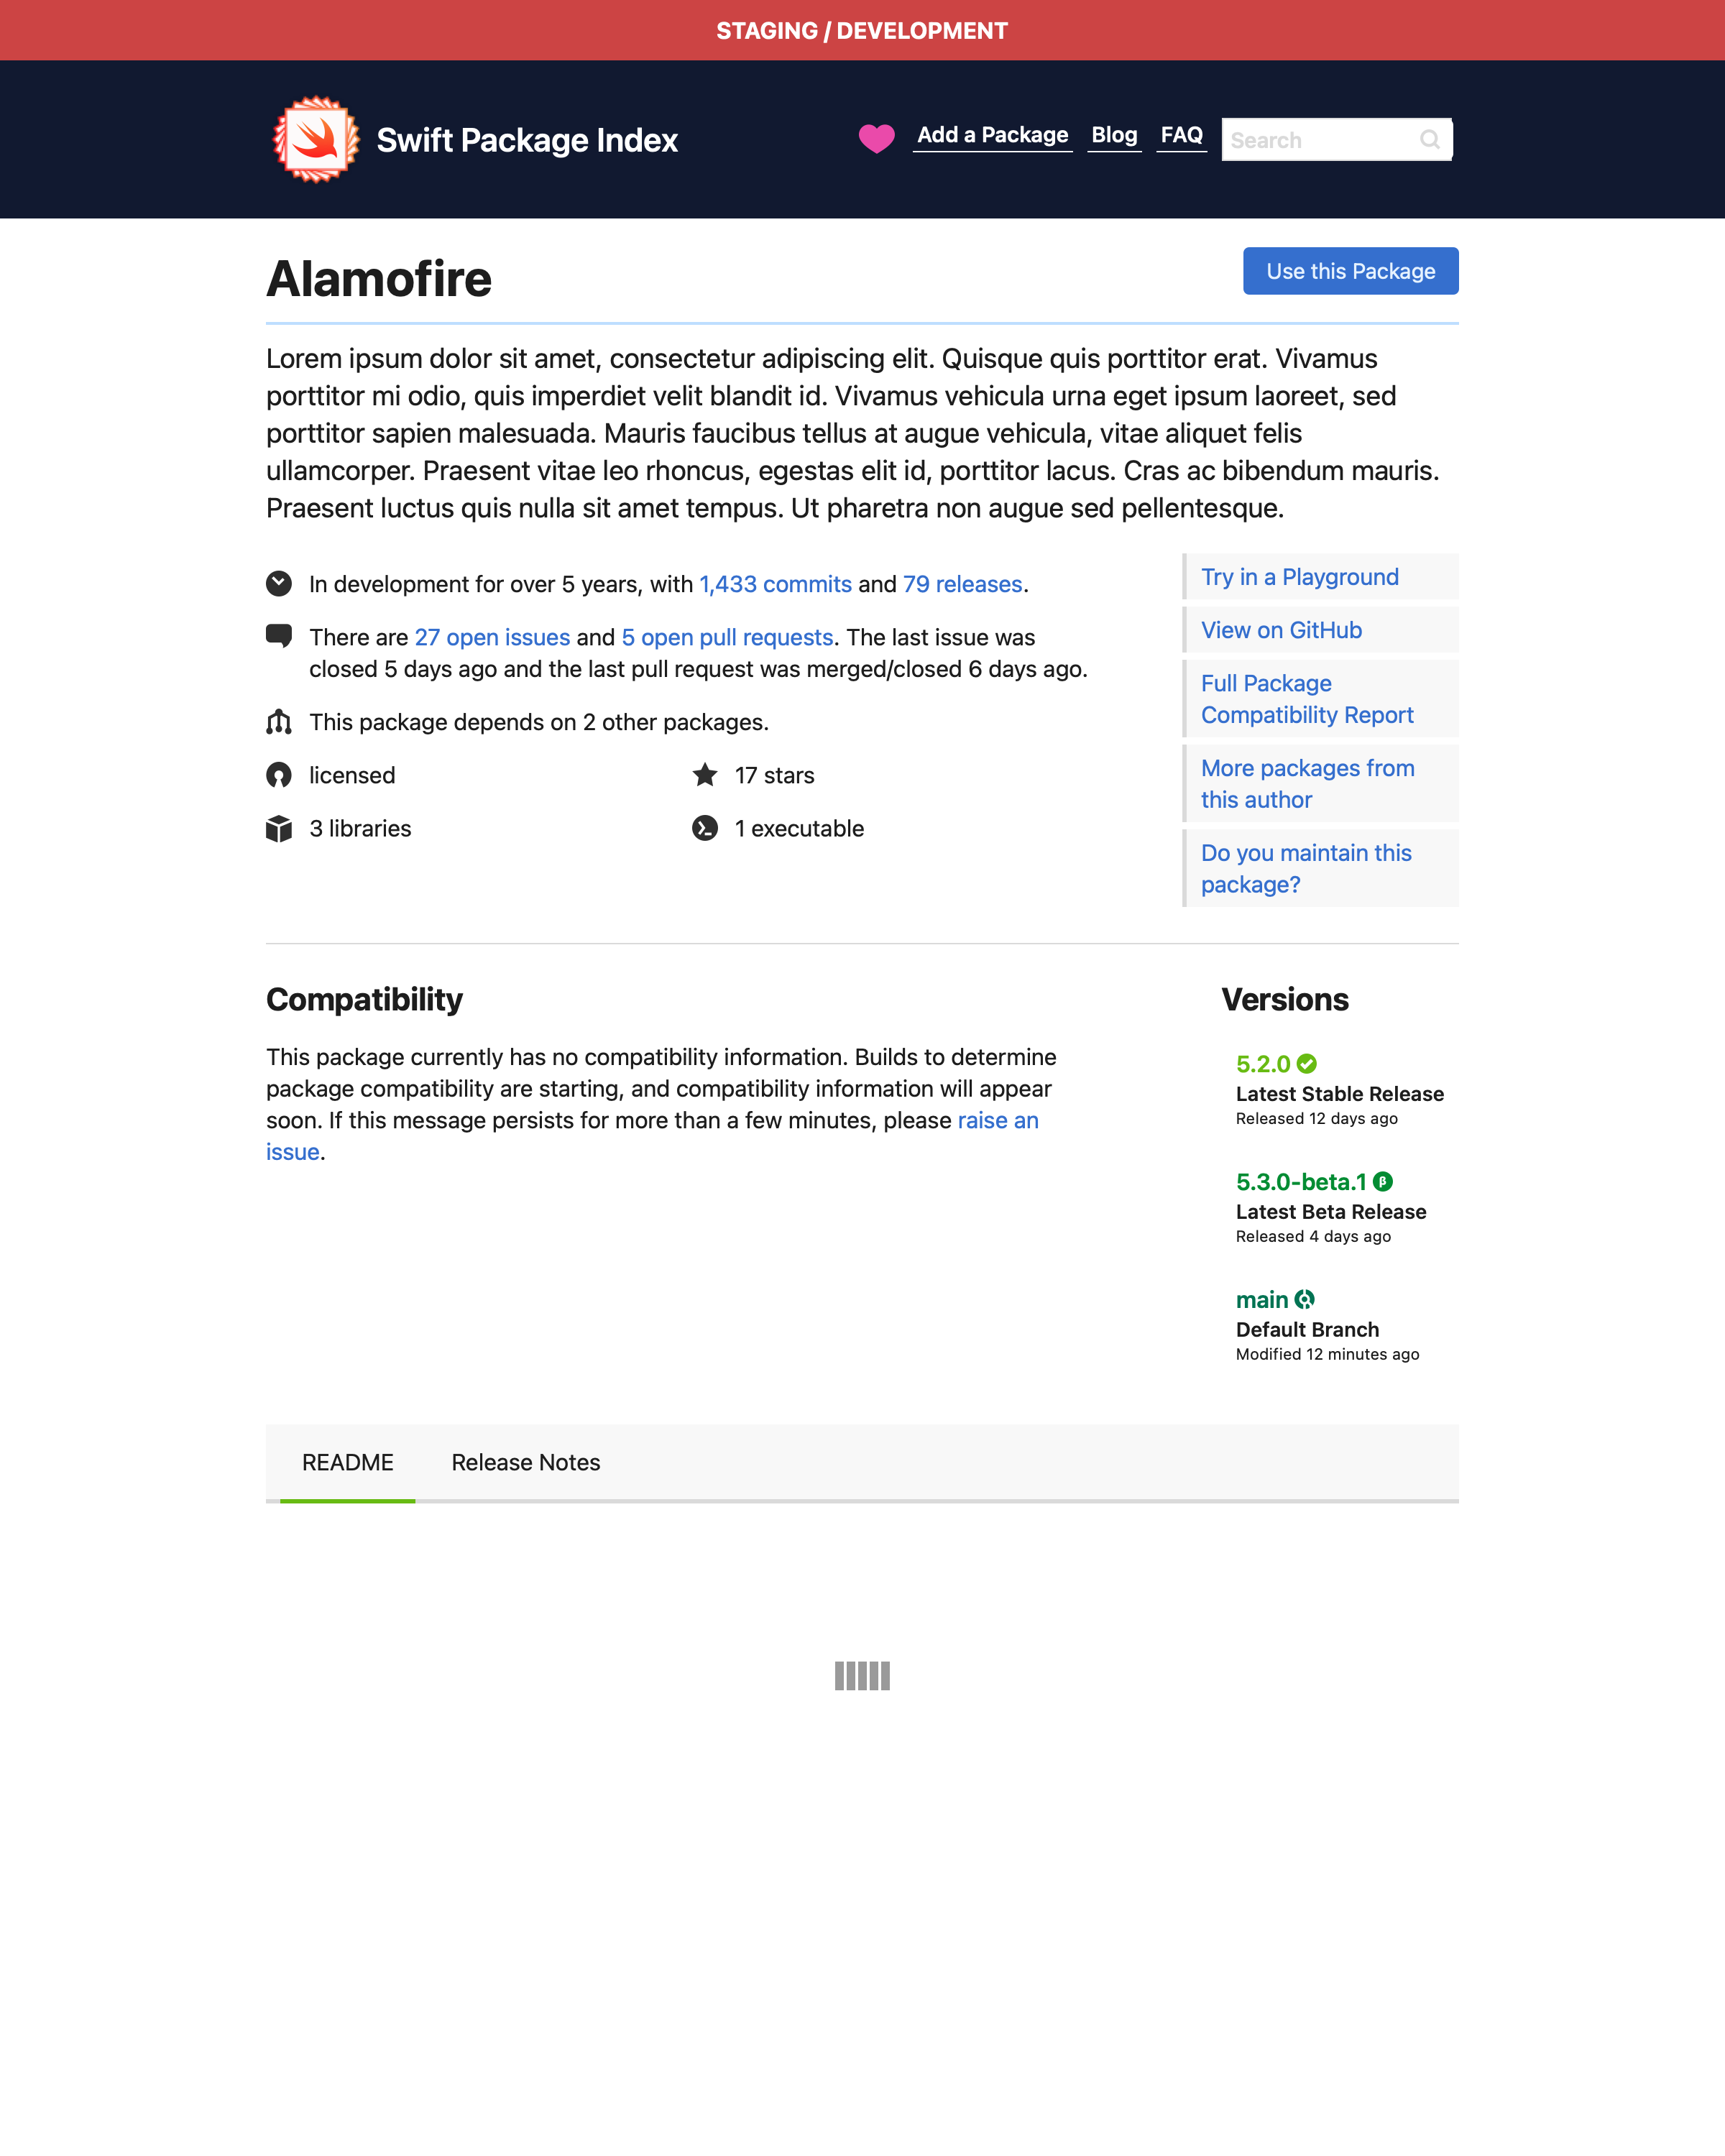 STAGING / DEVELOPMENT
Swift Package Index
Add a Package
Blog
FAQ
Search
Alamofire
Use this Package
Lorem ipsum dolor sit amet, consectetur adipiscing elit. Quisque quis porttitor erat. Vivamus
porttitor mi odio, quis imperdiet velit blandit id. Vivamus vehicula urna eget ipsum laoreet, sed
porttitor sapien malesuada. Mauris faucibus tellus at augue vehicula, vitae aliquet felis
ullamcorper. Praesent vitae leo rhoncus, egestas elit id, porttitor lacus. Cras ac bibendum mauris.
Praesent luctus quis nulla sit amet tempus. Ut pharetra non augue sed pellentesque.
In development for over 5 years, with 1,433 commits and 79 releases.
There are 27 open issues and 5 open pull requests. The last issue was
closed 5 days ago and the last pull request was merged/closed 6 days ago.
This package depends on 2 other packages.
licensed
17 stars
3 libraries
1 executable
Try in a Playground
View on GitHub
Full Package
Compatibility Report
More packages from
this author
Do you maintain this
package?
Compatibility
This package currently has no compatibility information. Builds to determine
package compatibility are starting, and compatibility information will appear
soon. If this message persists for more than a few minutes, please raise an
issue.
Versions
5.2.0
Latest Stable Release
Released 12 days ago
5.3.0-beta.1 β
Latest Beta Release
Released 4 days ago
main
Default Branch
Modified 12 minutes ago
README
Release Notes